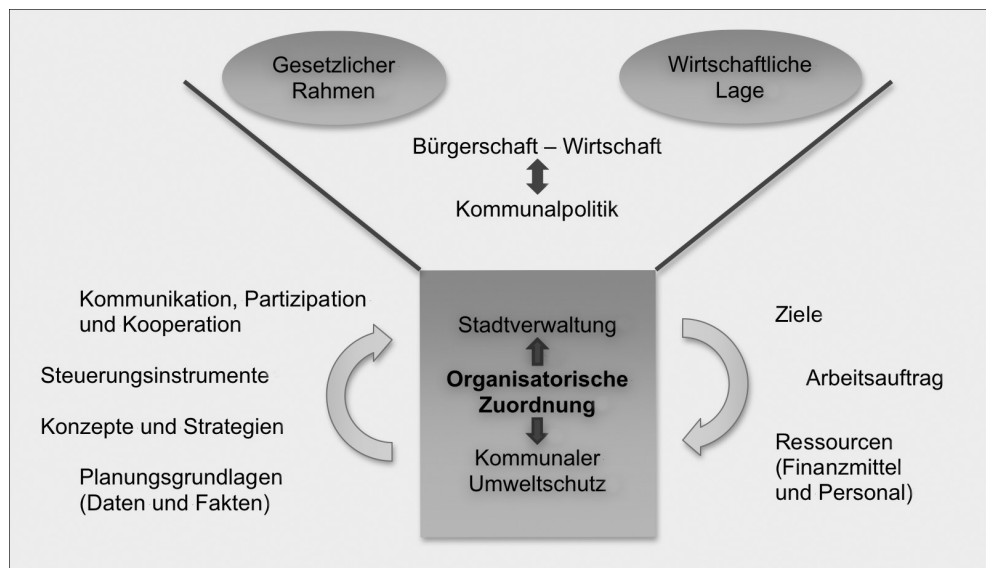 Gesetzlicher
Rahmen
Wirtschaftliche
Lage
Bürgerschaft – Wirtschaft
Kommunalpolitik
Kommunikation, Partizipation
und Kooperation
Steuerungsinstrumente
Konzepte und Strategien
Planungsgrundlagen
(Daten und Fakten)
Stadtverwaltung
Organisatorische
Zuordnung
Kommunaler
Umweltschutz
Ziele
Arbeitsauftrag
Ressourcen
(Finanzmittel
und Personal)